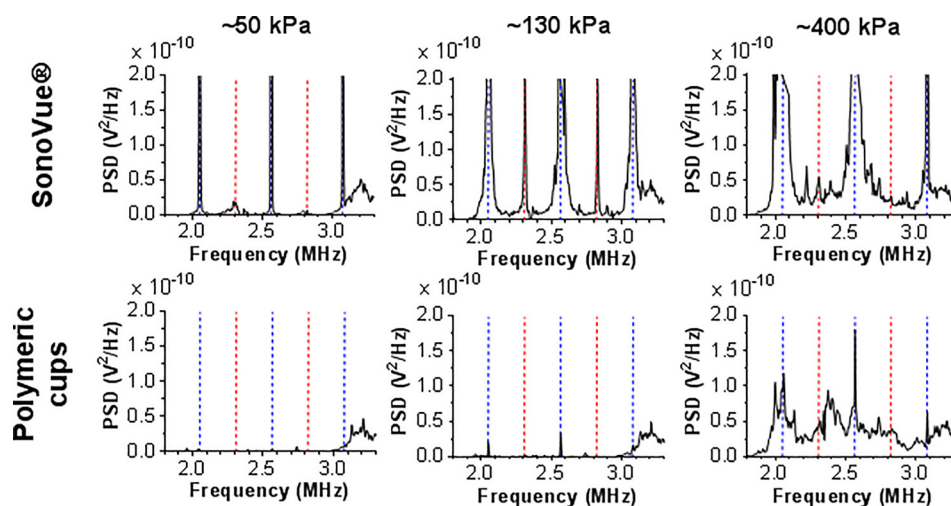 ~50 kPa ~130 kPa ~400 kPa
SonoVue®
× 10⁻¹⁰ × 10⁻¹⁰ × 10⁻¹⁰
PSD (V²/Hz) PSD (V²/Hz) PSD (V²/Hz)
2.0 2.0 2.0
1.5 1.5 1.5
1.0 1.0 1.0
0.5 0.5 0.5
0.0 0.0 0.0
2.0 2.5 3.0 2.0 2.5 3.0 2.0 2.5 3.0
Frequency (MHz) Frequency (MHz) Frequency (MHz)
Polymeric
cups
× 10⁻¹⁰ × 10⁻¹⁰ × 10⁻¹⁰
PSD (V²/Hz) PSD (V²/Hz) PSD (V²/Hz)
2.0 2.0 2.0
1.5 1.5 1.5
1.0 1.0 1.0
0.5 0.5 0.5
0.0 0.0 0.0
2.0 2.5 3.0 2.0 2.5 3.0 2.0 2.5 3.0
Frequency (MHz) Frequency (MHz) Frequency (MHz)